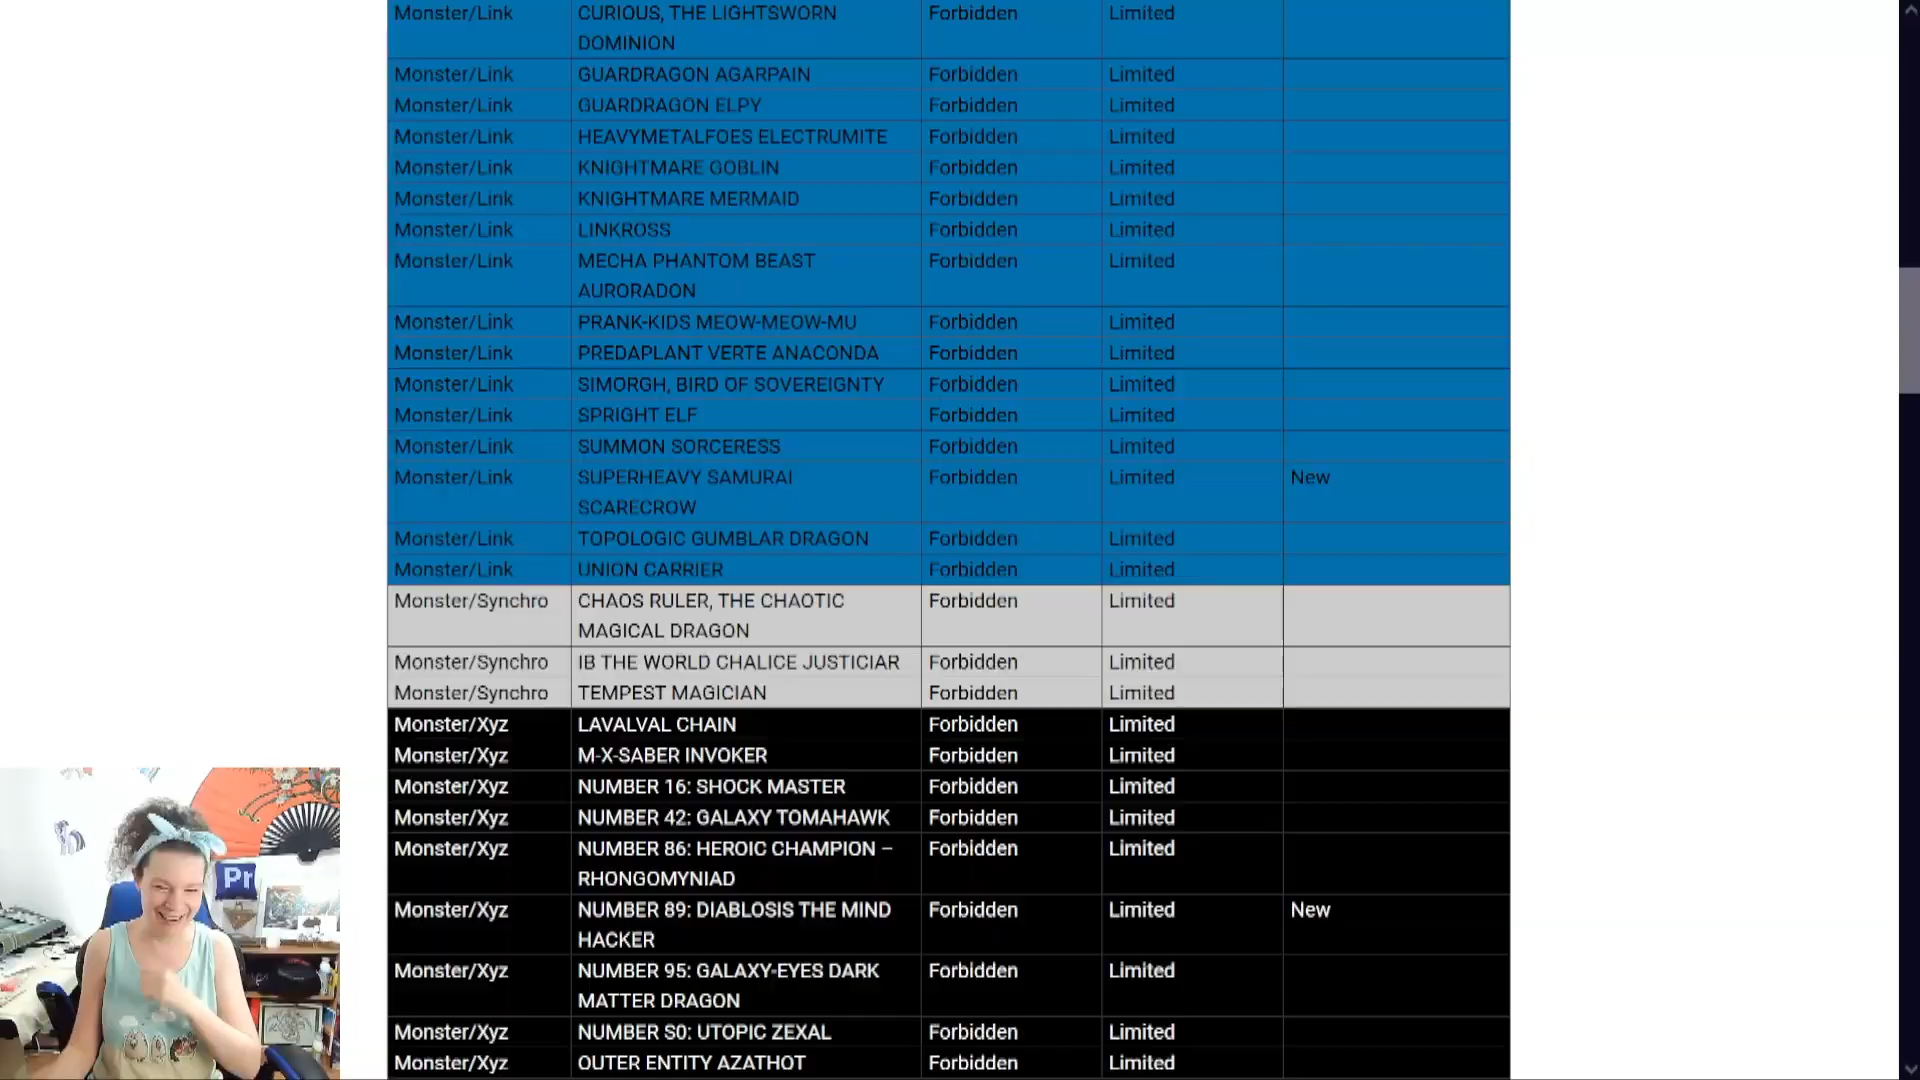 Monster/Link CURIOUS, THE LIGHTSWORN Forbidden Limited
DOMINION
Monster/Link GUARDRAGON AGARPAIN Forbidden Limited
Monster/Link GUARDRAGON ELPY Forbidden Limited
Monster/Link HEAVYMETALFOES ELECTRUMITE Forbidden Limited
Monster/Link KNIGHTMARE GOBLIN Forbidden Limited
Monster/Link KNIGHTMARE MERMAID Forbidden Limited
Monster/Link LINKROSS Forbidden Limited
Monster/Link MECHA PHANTOM BEAST Forbidden Limited
AURORADON
Monster/Link PRANK-KIDS MEOW-MEOW-MU Forbidden Limited
Monster/Link PREDAPLANT VERTE ANACONDA Forbidden Limited
Monster/Link SIMORGH, BIRD OF SOVEREIGNTY Forbidden Limited
Monster/Link SPRIGHT ELF Forbidden Limited
Monster/Link SUMMON SORCERESS Forbidden Limited
Monster/Link SUPERHEAVY SAMURAI Forbidden Limited New
SCARECROW
Monster/Link TOPOLOGIC GUMBLAR DRAGON Forbidden Limited
Monster/Link UNION CARRIER Forbidden Limited
Monster/Synchro CHAOS RULER, THE CHAOTIC Forbidden Limited
MAGICAL DRAGON
Monster/Synchro IB THE WORLD CHALICE JUSTICIAR Forbidden Limited
Monster/Synchro TEMPEST MAGICIAN Forbidden Limited
Monster/Xyz LAVALVAL CHAIN Forbidden Limited
Monster/Xyz M-X-SABER INVOKER Forbidden Limited
Monster/Xyz NUMBER 16: SHOCK MASTER Forbidden Limited
Monster/Xyz NUMBER 42: GALAXY TOMAHAWK Forbidden Limited
Monster/Xyz NUMBER 86: HEROIC CHAMPION – Forbidden Limited
RHONGOMYNIAD
Monster/Xyz NUMBER 89: DIABLOSIS THE MIND Forbidden Limited New
HACKER
Monster/Xyz NUMBER 95: GALAXY-EYES DARK Forbidden Limited
MATTER DRAGON
Monster/Xyz NUMBER S0: UTOPIC ZEXAL Forbidden Limited
Monster/Xyz OUTER ENTITY AZATHOT Forbidden Limited
Pr